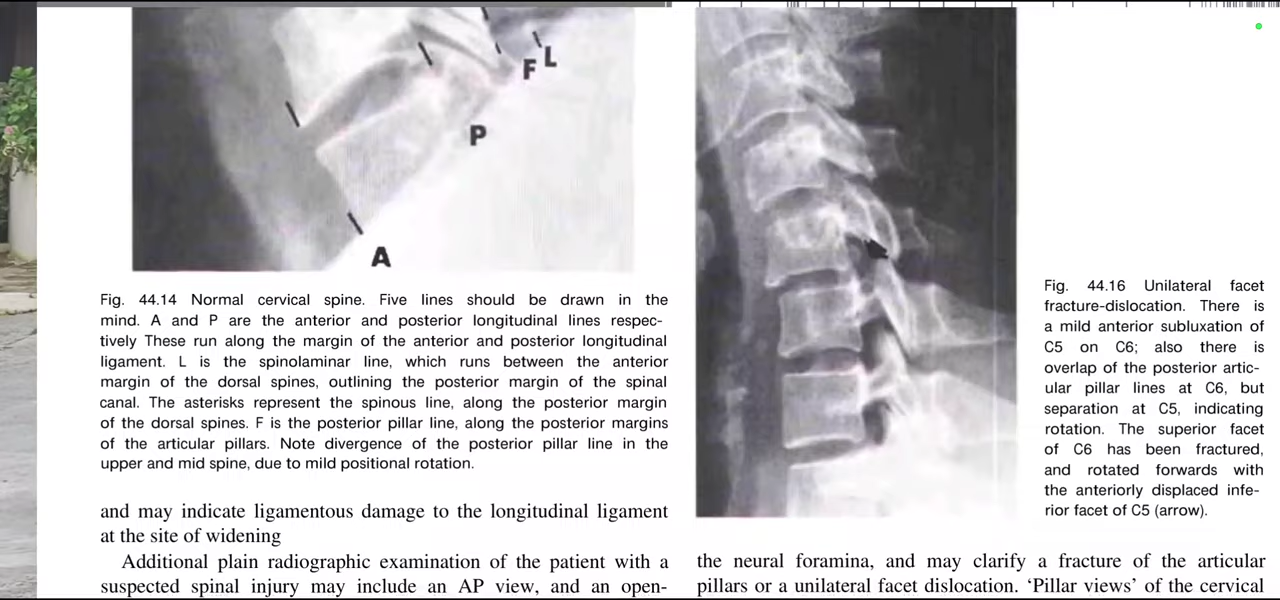 F L
P
A
Fig. 44.14 Normal cervical spine. Five lines should be drawn in the
mind. A and P are the anterior and posterior longitudinal lines respec-
tively These run along the margin of the anterior and posterior longitudinal
ligament. L is the spinolaminar line, which runs between the anterior
margin of the dorsal spines, outlining the posterior margin of the spinal
canal. The asterisks represent the spinous line, along the posterior margin
of the dorsal spines. F is the posterior pillar line, along the posterior margins
of the articular pillars. Note divergence of the posterior pillar line in the
upper and mid spine, due to mild positional rotation.
and may indicate ligamentous damage to the longitudinal ligament
at the site of widening
Additional plain radiographic examination of the patient with a
suspected spinal injury may include an AP view, and an open-
Fig. 44.16 Unilateral facet
fracture-dislocation. There is
a mild anterior subluxation of
C5 on C6; also there is
overlap of the posterior artic-
ular pillar lines at C6, but
separation at C5, indicating
rotation. The superior facet
of C6 has been fractured,
and rotated forwards with
the anteriorly displaced infe-
rior facet of C5 (arrow).
the neural foramina, and may clarify a fracture of the articular
pillars or a unilateral facet dislocation. ‘Pillar views’ of the cervical